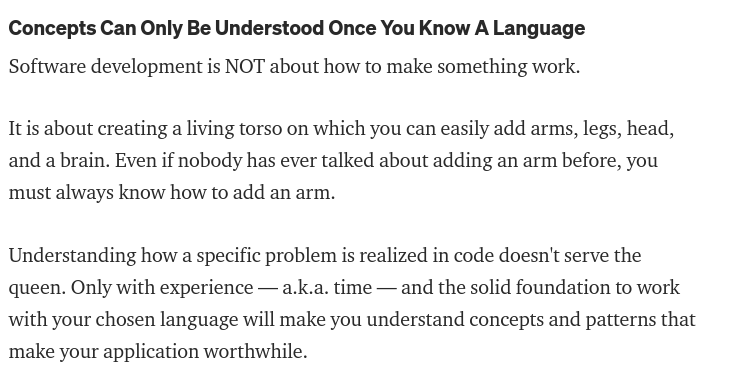 Concepts Can Only Be Understood Once You Know A Language
Software development is NOT about how to make something work.
It is about creating a living torso on which you can easily add arms, legs, head,
and a brain. Even if nobody has ever talked about adding an arm before, you
must always know how to add an arm.
Understanding how a specific problem is realized in code doesn't serve the
queen. Only with experience — a.k.a. time — and the solid foundation to work
with your chosen language will make you understand concepts and patterns that
make your application worthwhile.